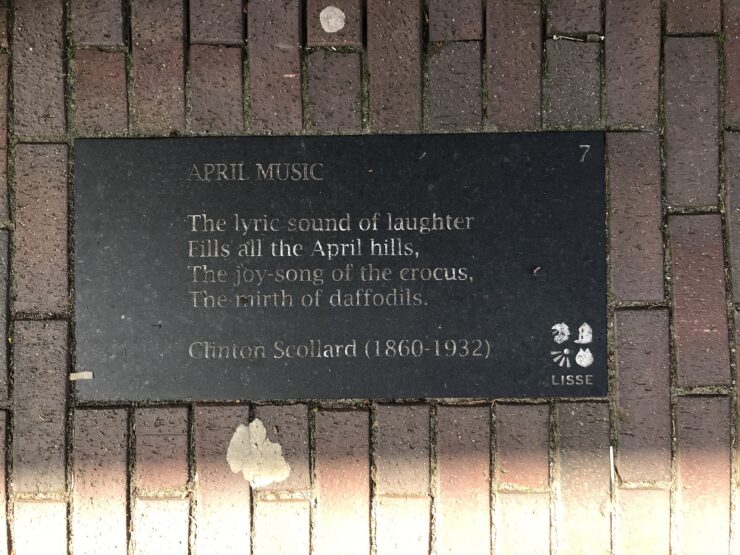 7
APRIL MUSIC
The lyric sound of laughter
Fills all the April hills,
The joy-song of the crocus,
The mirth of daffodils.
Clinton Scollard (1860-1932)
LISSE